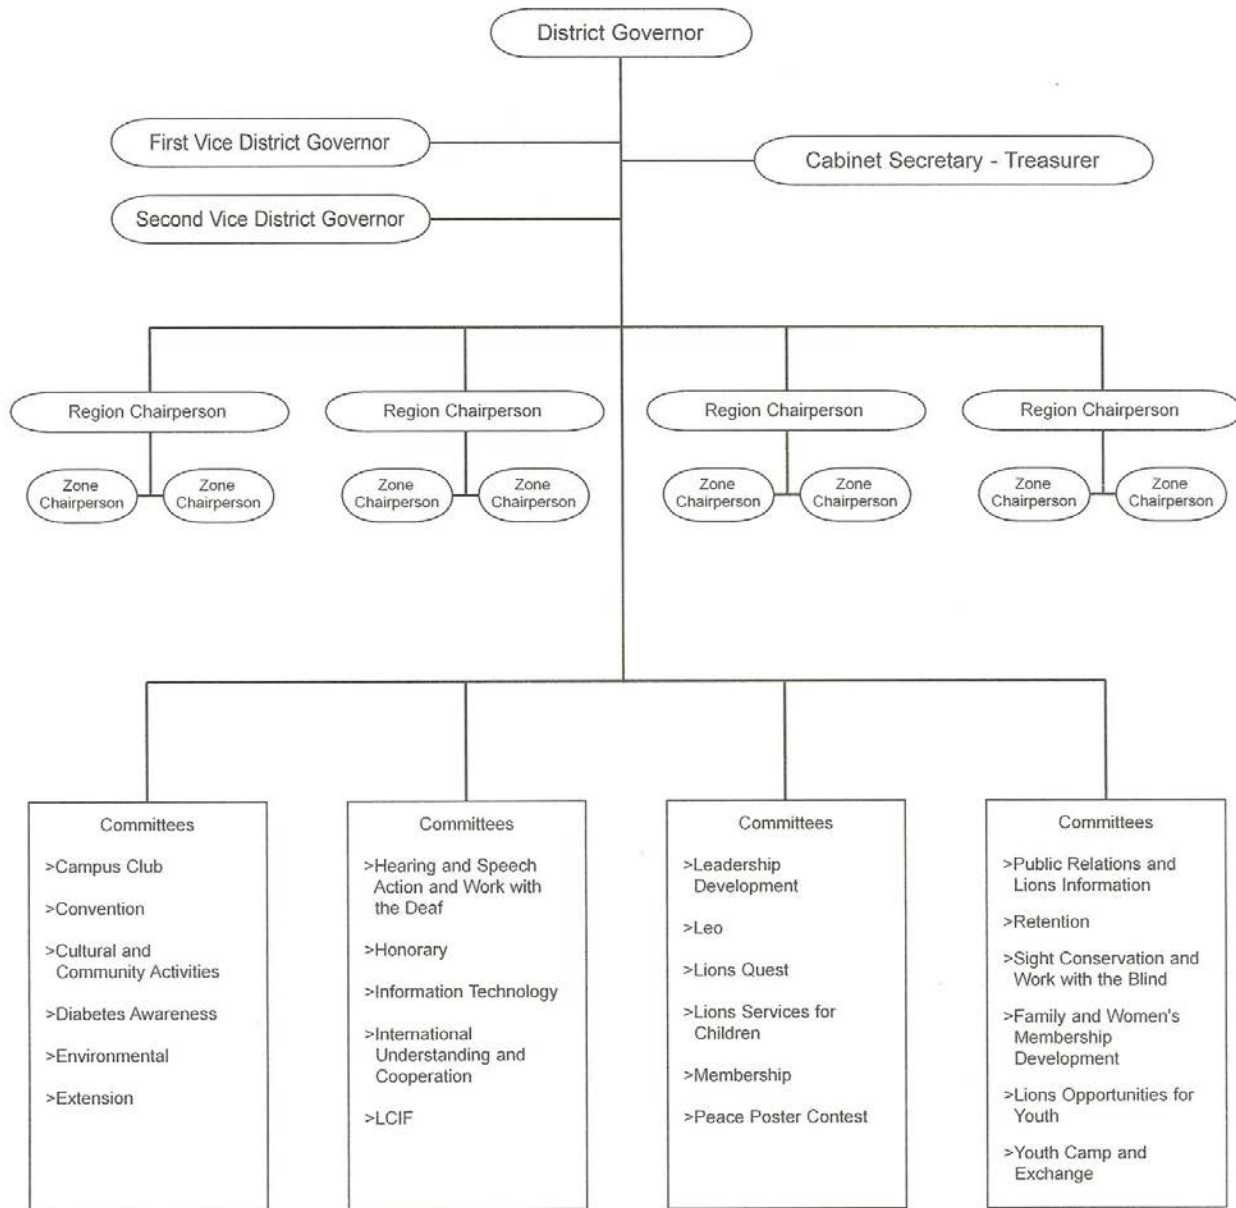 District Governor
First Vice District Governor
Cabinet Secretary - Treasurer
Second Vice District Governor
Region Chairperson
Region Chairperson
Region Chairperson
Region Chairperson
Zone
Chairperson
Zone
Chairperson
Zone
Chairperson
Zone
Chairperson
Zone
Chairperson
Zone
Chairperson
Zone
Chairperson
Zone
Chairperson
Committees
>Campus Club
>Convention
>Cultural and
Community Activities
>Diabetes Awareness
>Environmental
>Extension
Committees
>Hearing and Speech
Action and Work with
the Deaf
>Honorary
>Information Technology
>International
Understanding and
Cooperation
>LCIF
Committees
>Leadership
Development
>Leo
>Lions Quest
>Lions Services for
Children
>Membership
>Peace Poster Contest
Committees
>Public Relations and
Lions Information
>Retention
>Sight Conservation and
Work with the Blind
>Family and Women's
Membership
Development
>Lions Opportunities for
Youth
>Youth Camp and
Exchange